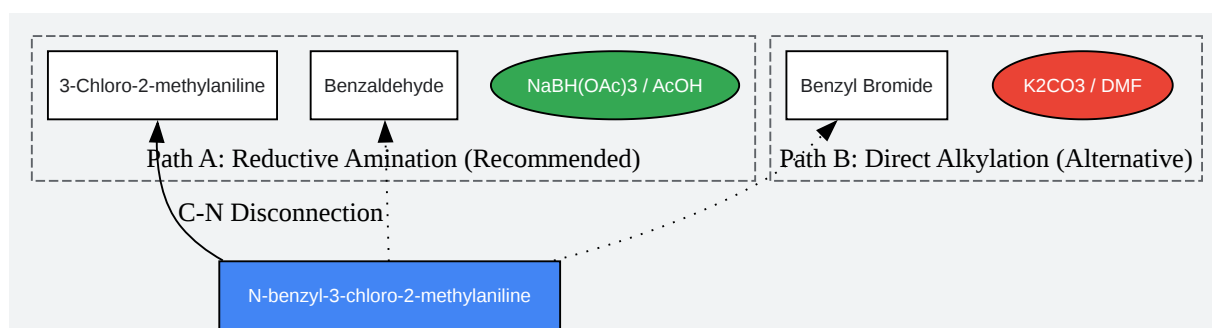 3-Chloro-2-methylaniline
Benzaldehyde
NaBH(OAc)3 / AcOH
Benzyl Bromide
K2CO3 / DMF
Path A: Reductive Amination (Recommended)
Path B: Direct Alkylation (Alternative)
C-N Disconnection
N-benzyl-3-chloro-2-methylaniline